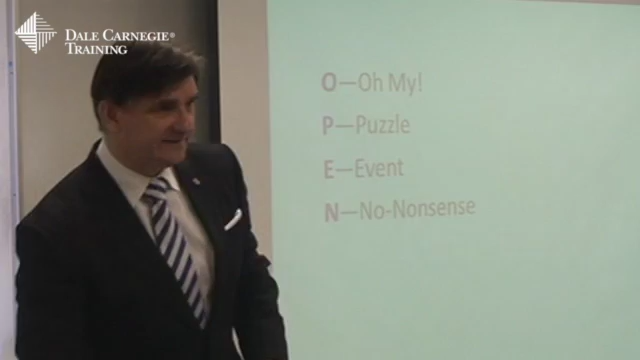 DALE CARNEGIE®
TRAINING
O—Oh My!
P—Puzzle
E—Event
N—No-Nonsense